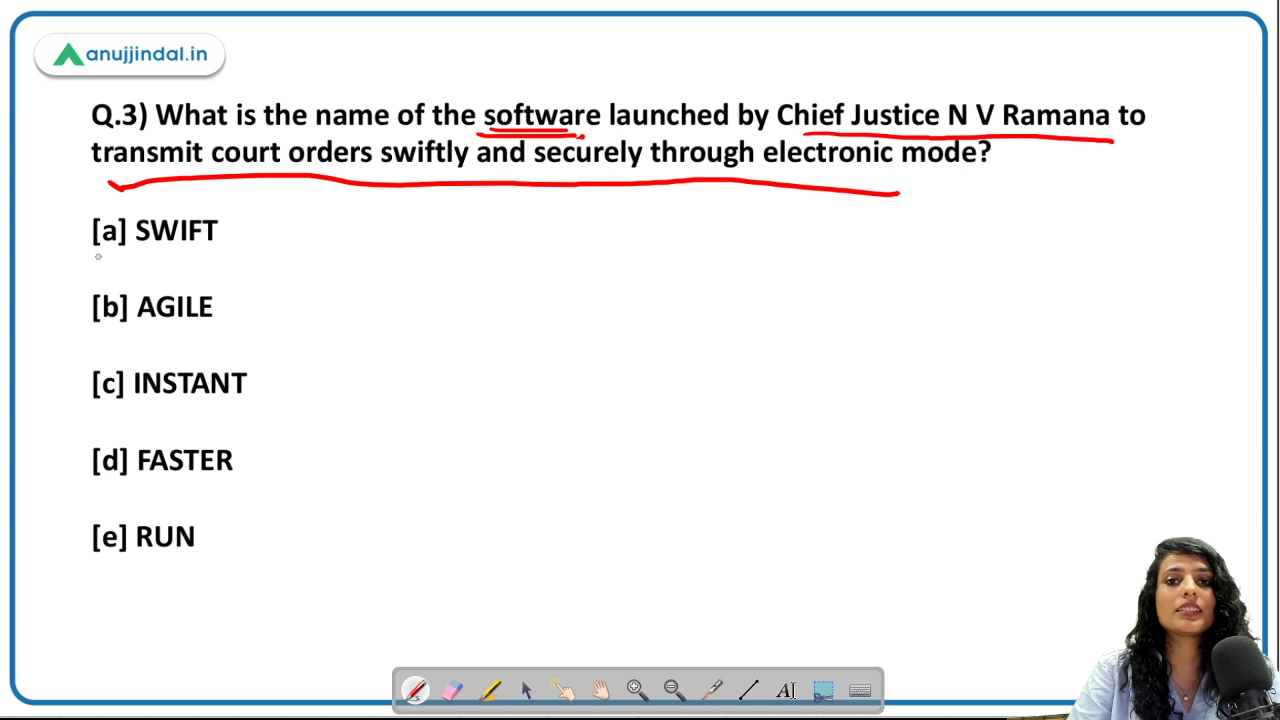 anujjindal.in
Q.3) What is the name of the software launched by Chief Justice N V Ramana to
transmit court orders swiftly and securely through electronic mode?
[a] SWIFT
[b] AGILE
[c] INSTANT
[d] FASTER
[e] RUN